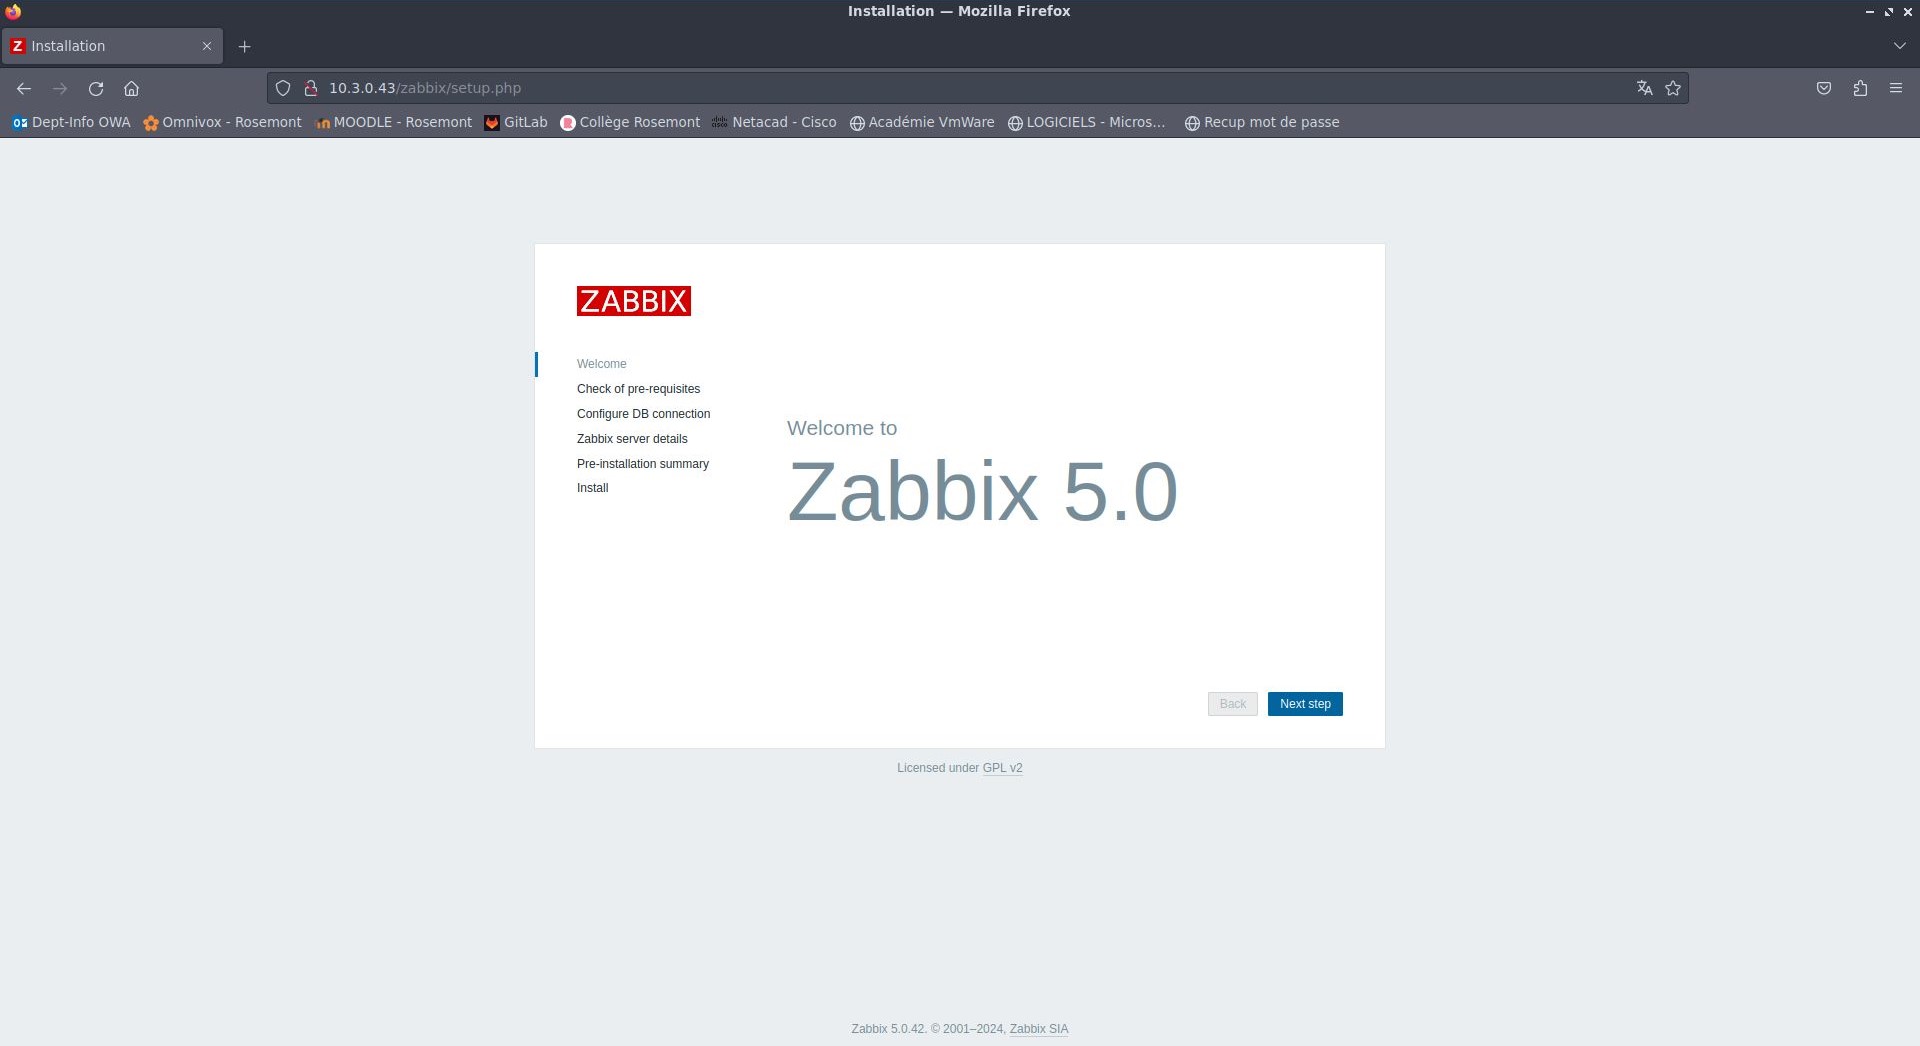 Installation — Mozilla Firefox
Z Installation
10.3.0.43/zabbix/setup.php
Dept-Info OWA Omnivox - Rosemont MOODLE - Rosemont GitLab Collège Rosemont Netacad - Cisco Académie VmWare LOGICIELS - Micros... Recup mot de passe
ZABBIX
Welcome
Check of pre-requisites
Configure DB connection
Zabbix server details
Pre-installation summary
Install
Welcome to
Zabbix 5.0
Back Next step
Licensed under GPL v2
Zabbix 5.0.42. © 2001–2024, Zabbix SIA